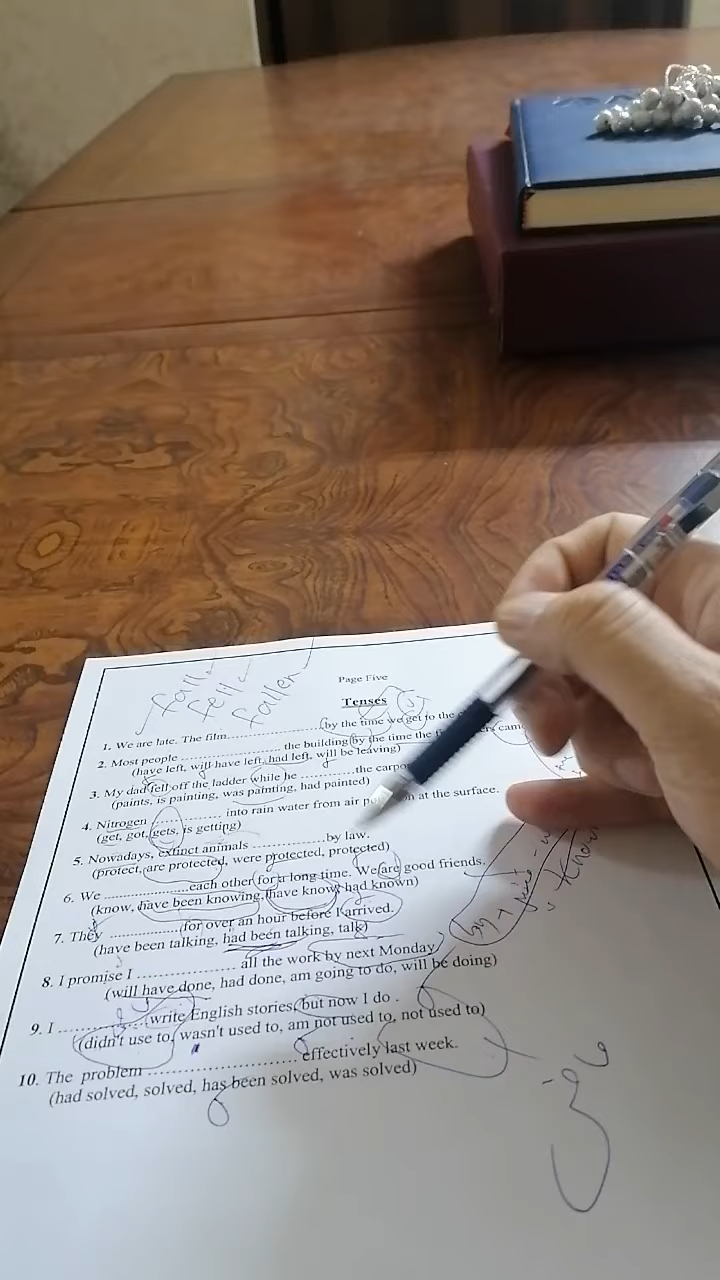 fall
fell
fallen
Page Five
Tenses
1. We are late. The film.............................by the time we get to the
2. Most people .......................... the building by the time the came
(have left, will have left, had left, will be leaving)
3. My dad fell off the ladder while he .............the carpo
(paints, is painting, was painting, had painted)
4. Nitrogen .................. into rain water from air po on at the surface.
(get, got, gets, is getting)
5. Nowadays, extinct animals ..................by law.
(protect, are protected, were protected, protected)
6. We .....................each other for a long time. We are good friends.
(know, have been knowing, have know, had known)
7. They ..................for over an hour before I arrived.
(have been talking, had been talking, talk)
8. I promise I ......................... all the work by next Monday
(will have done, had done, am going to do, will be doing)
9. I ......................write English stories, but now I do .
(didn't use to, wasn't used to, am not used to, not used to)
10. The problem ..................................... effectively last week.
(had solved, solved, has been solved, was solved)